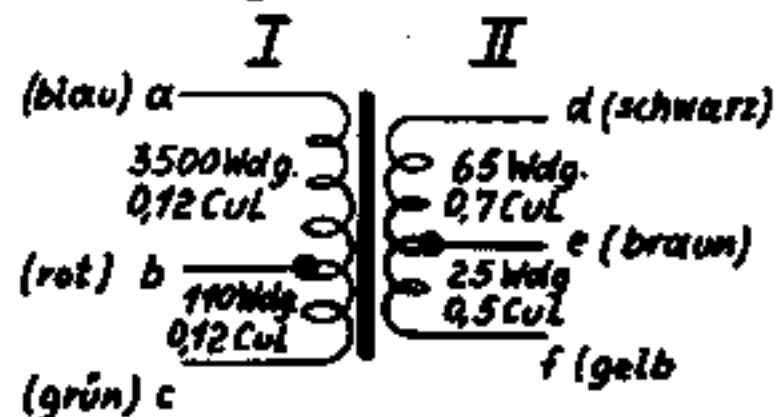 I II
(blau) a
d (schwarz)
3500 Wdg.
0,12 CuL
65 Wdg.
0,7 CuL
e (braun)
(rot) b
110 Wdg.
0,12 CuL
25 Wdg
0,5 CuL
(grün) c
f (gelb